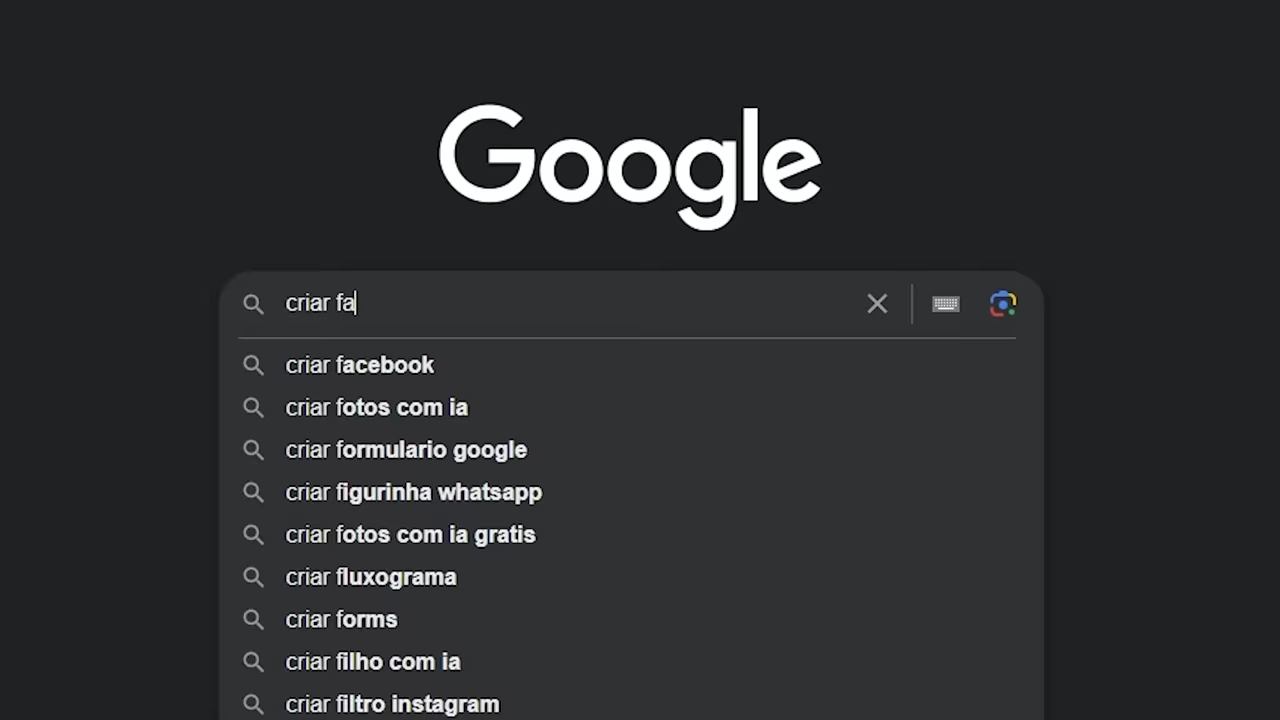 Google
criar fa
criar facebook
criar fotos com ia
criar formulario google
criar figurinha whatsapp
criar fotos com ia gratis
criar fluxograma
criar forms
criar filho com ia
criar filtro instagram